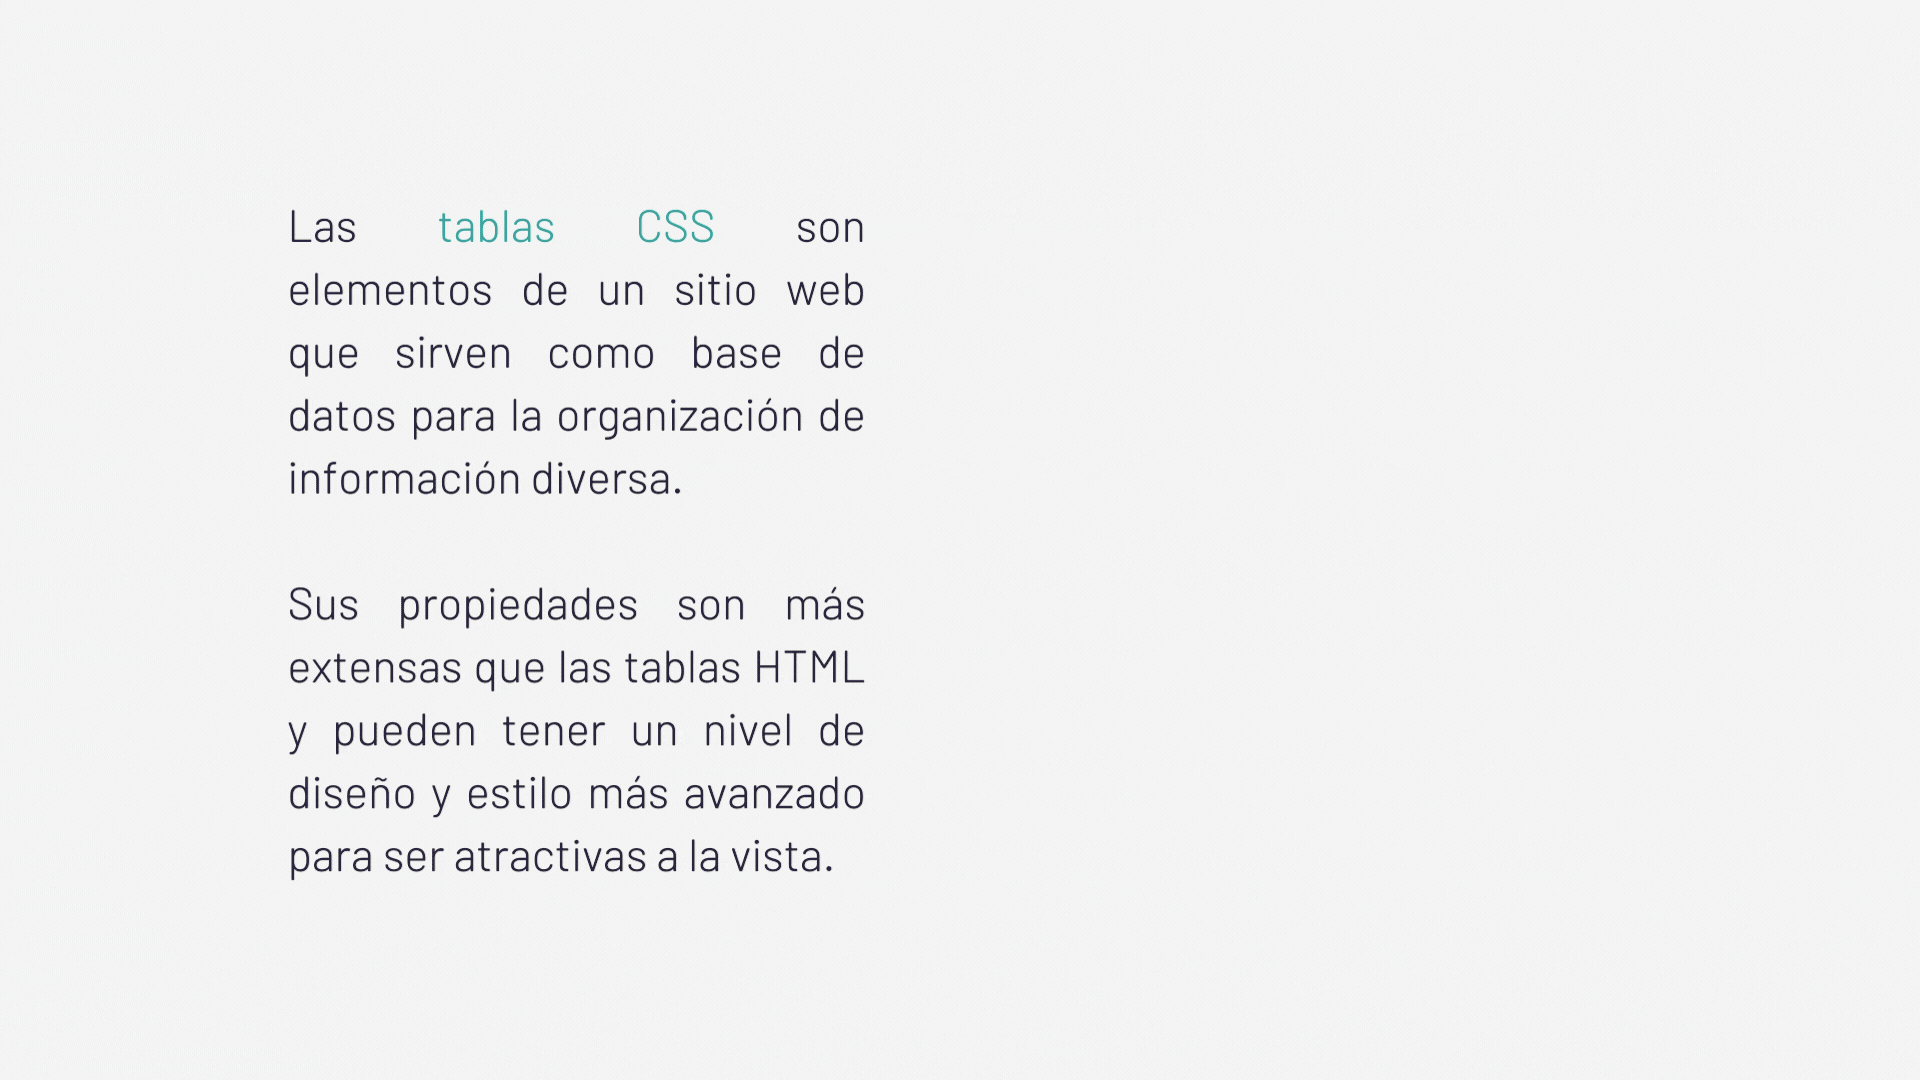 Las tablas CSS son
elementos de un sitio web
que sirven como base de
datos para la organización de
información diversa.
Sus propiedades son más
extensas que las tablas HTML
y pueden tener un nivel de
diseño y estilo más avanzado
para ser atractivas a la vista.